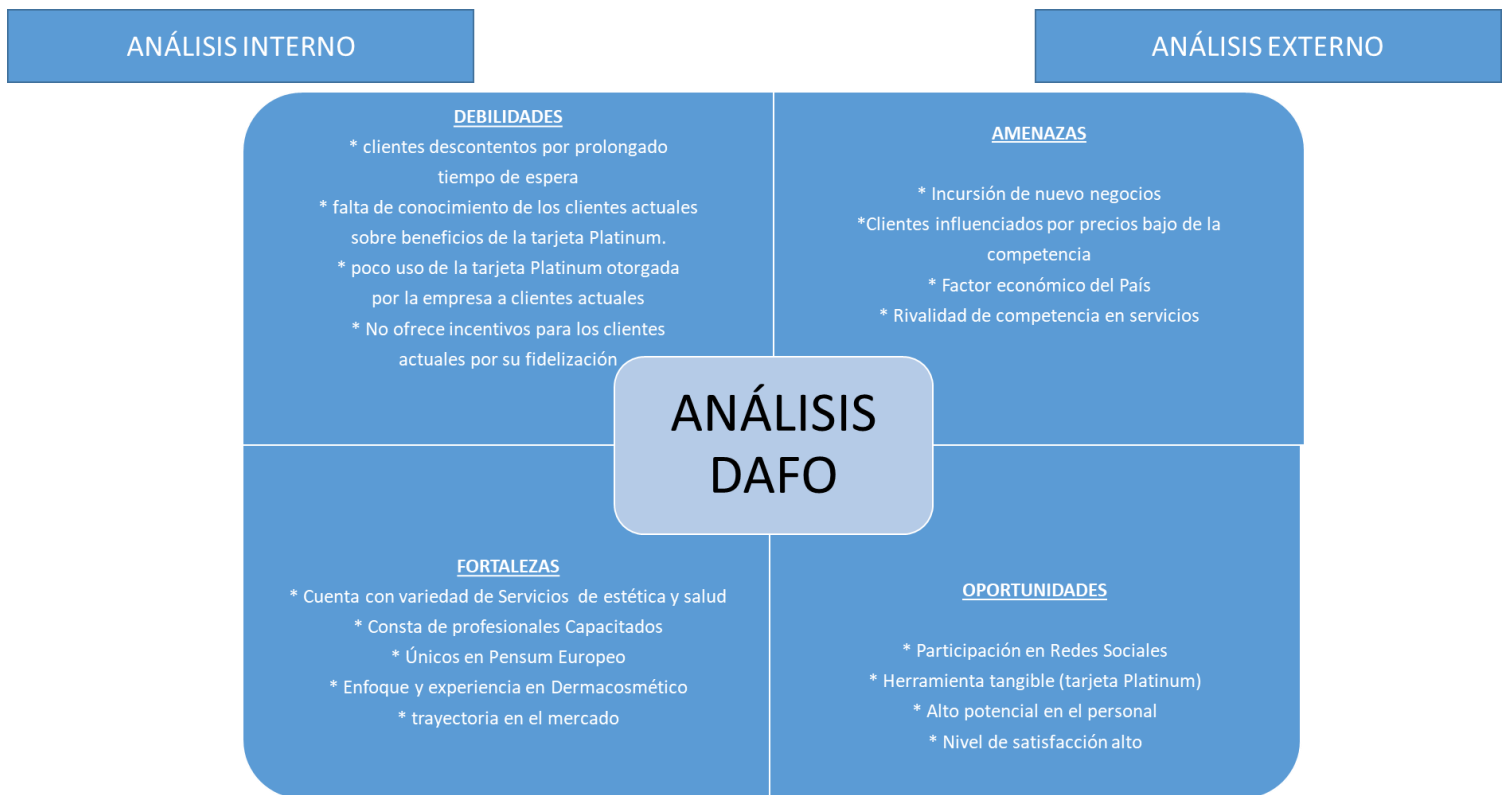 ANÁLISIS INTERNO
ANÁLISIS EXTERNO
DEBILIDADES
* clientes descontentos por prolongado
tiempo de espera
* falta de conocimiento de los clientes actuales
sobre beneficios de la tarjeta Platinum.
* poco uso de la tarjeta Platinum otorgada
por la empresa a clientes actuales
* No ofrece incentivos para los clientes
actuales por su fidelización
AMENAZAS
* Incursión de nuevo negocios
*Clientes influenciados por precios bajo de la
competencia
* Factor económico del País
* Rivalidad de competencia en servicios
ANÁLISIS
DAFO
FORTALEZAS
* Cuenta con variedad de Servicios de estética y salud
* Consta de profesionales Capacitados
* Únicos en Pensum Europeo
* Enfoque y experiencia en Dermacosmético
* trayectoria en el mercado
OPORTUNIDADES
* Participación en Redes Sociales
* Herramienta tangible (tarjeta Platinum)
* Alto potencial en el personal
* Nivel de satisfacción alto